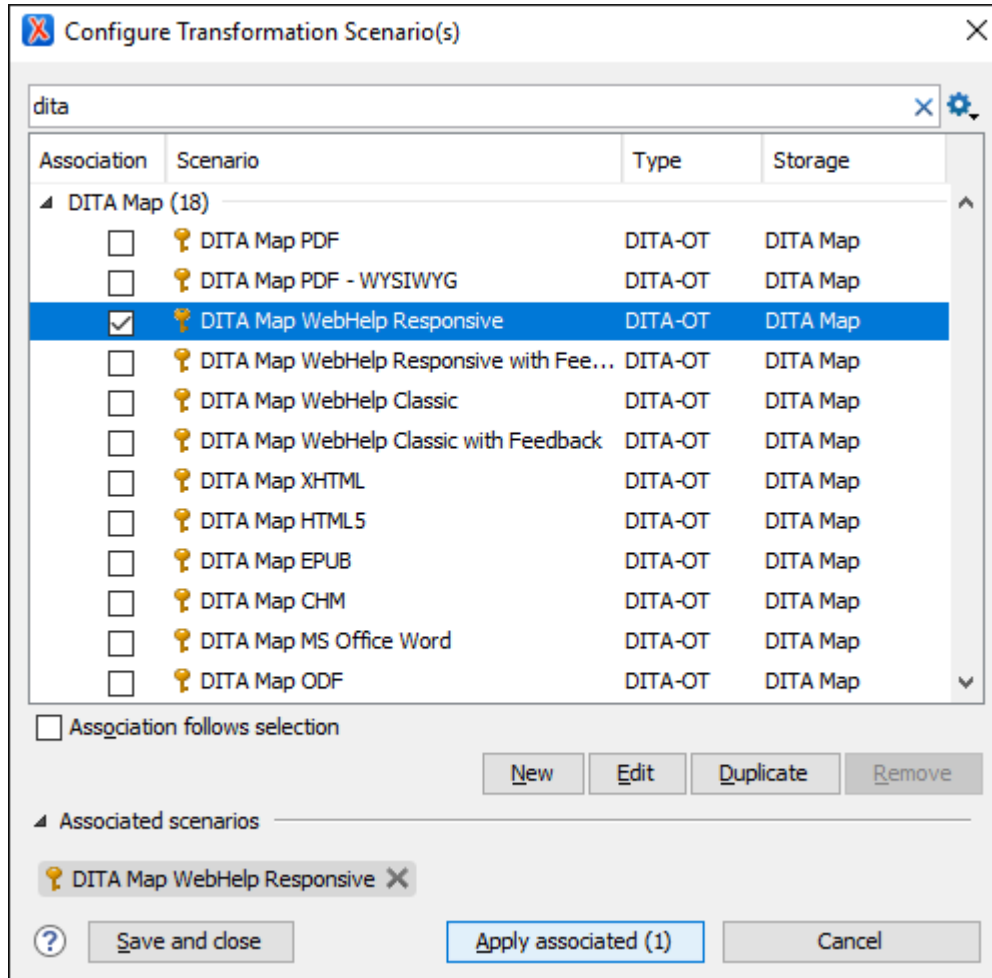 Configure Transformation Scenario(s)
dita
Association Scenario Type Storage
DITA Map (18)
DITA Map PDF DITA-OT DITA Map
DITA Map PDF - WYSIWYG DITA-OT DITA Map
DITA Map WebHelp Responsive DITA-OT DITA Map
DITA Map WebHelp Responsive with Fee... DITA-OT DITA Map
DITA Map WebHelp Classic DITA-OT DITA Map
DITA Map WebHelp Classic with Feedback DITA-OT DITA Map
DITA Map XHTML DITA-OT DITA Map
DITA Map HTML5 DITA-OT DITA Map
DITA Map EPUB DITA-OT DITA Map
DITA Map CHM DITA-OT DITA Map
DITA Map MS Office Word DITA-OT DITA Map
DITA Map ODF DITA-OT DITA Map
Association follows selection
New Edit Duplicate Remove
Associated scenarios
DITA Map WebHelp Responsive
? Save and close Apply associated (1) Cancel